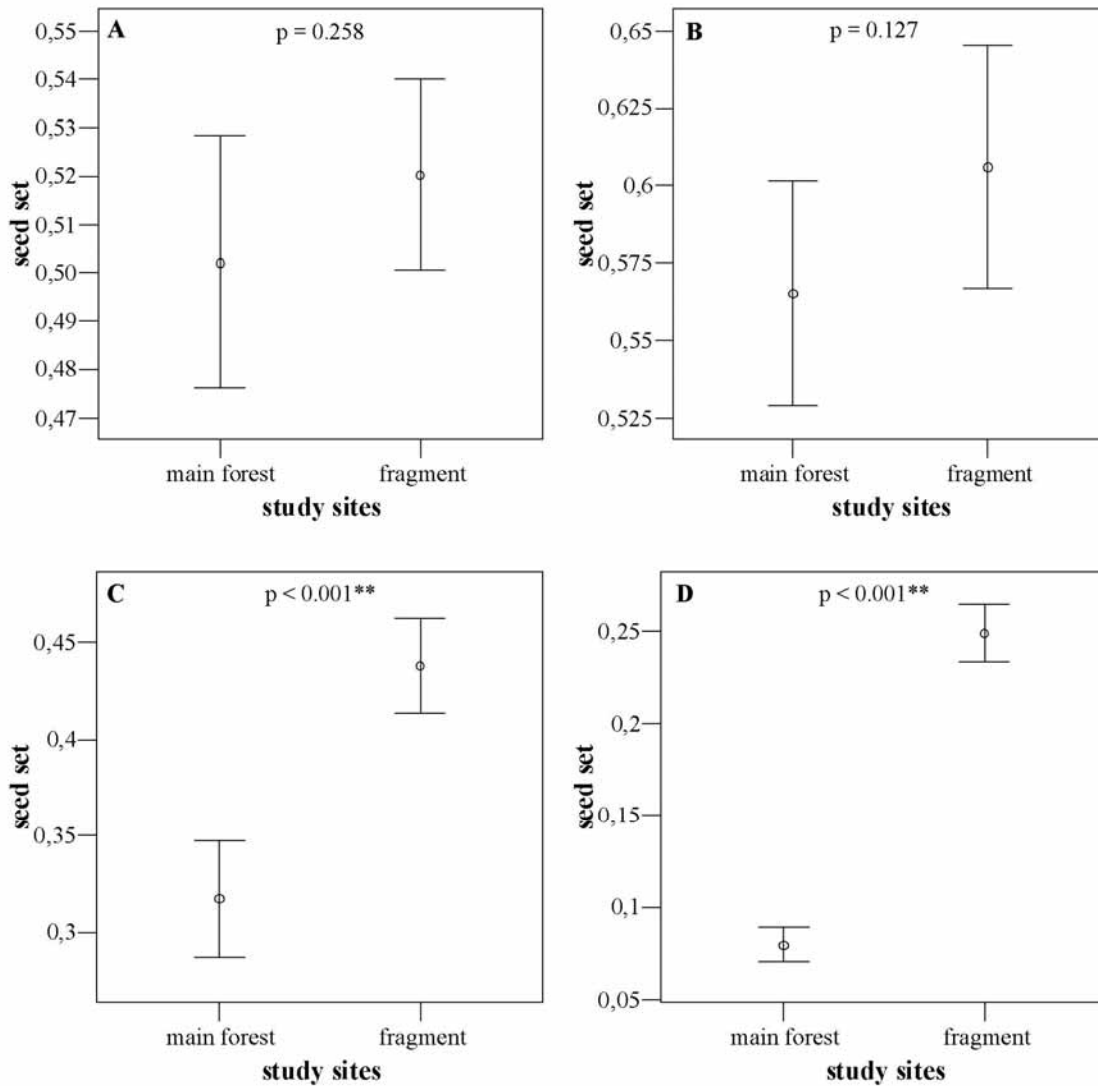 A
p = 0.258
0,55
0,54
0,53
0,52
0,51
0,50
0,49
0,48
0,47
seed set
main forest
fragment
study sites
B
p = 0.127
0,65
0,625
0,6
0,575
0,55
0,525
seed set
main forest
fragment
study sites
C
p < 0.001**
0,45
0,4
0,35
0,3
seed set
main forest
fragment
study sites
D
p < 0.001**
0,25
0,2
0,15
0,1
0,05
seed set
main forest
fragment
study sites